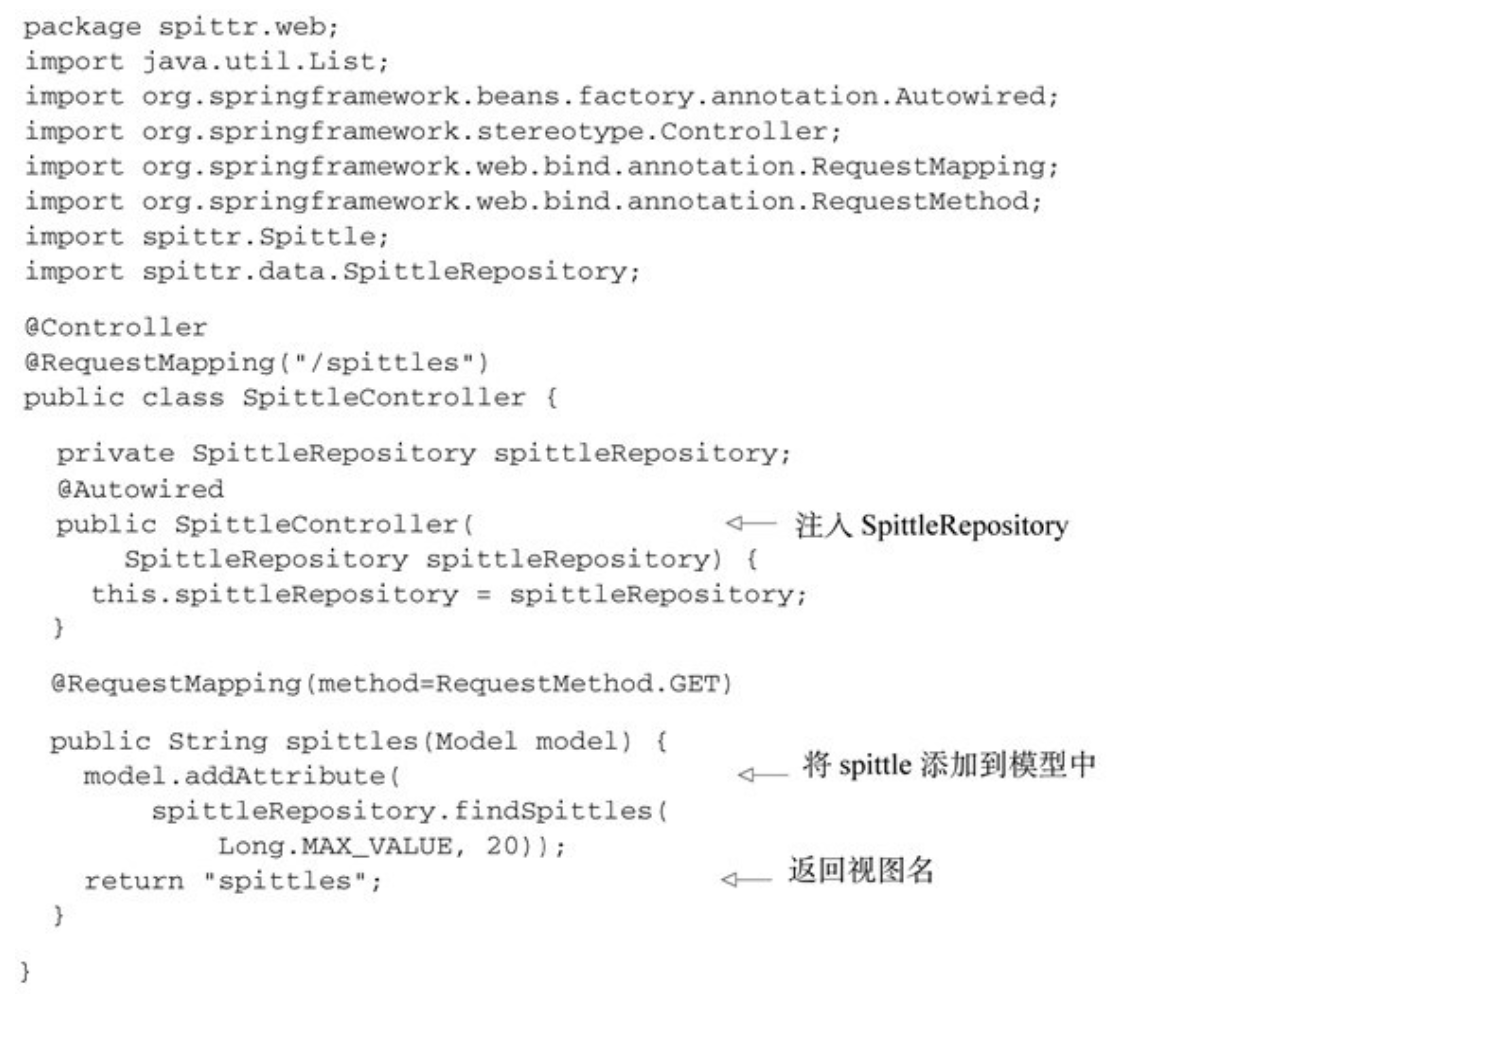 package spittr.web;
import java.util.List;
import org.springframework.beans.factory.annotation.Autowired;
import org.springframework.stereotype.Controller;
import org.springframework.web.bind.annotation.RequestMapping;
import org.springframework.web.bind.annotation.RequestMethod;
import spittr.Spittle;
import spittr.data.SpittleRepository;
@Controller
@RequestMapping("/spittles")
public class SpittleController {
private SpittleRepository spittleRepository;
@Autowired
public SpittleController( 注入 SpittleRepository
SpittleRepository spittleRepository) {
this.spittleRepository = spittleRepository;
}
@RequestMapping(method=RequestMethod.GET)
public String spittles(Model model) {
model.addAttribute( 将 spittle 添加到模型中
spittleRepository.findSpittles(
Long.MAX_VALUE, 20));
return "spittles"; 返回视图名
}
}